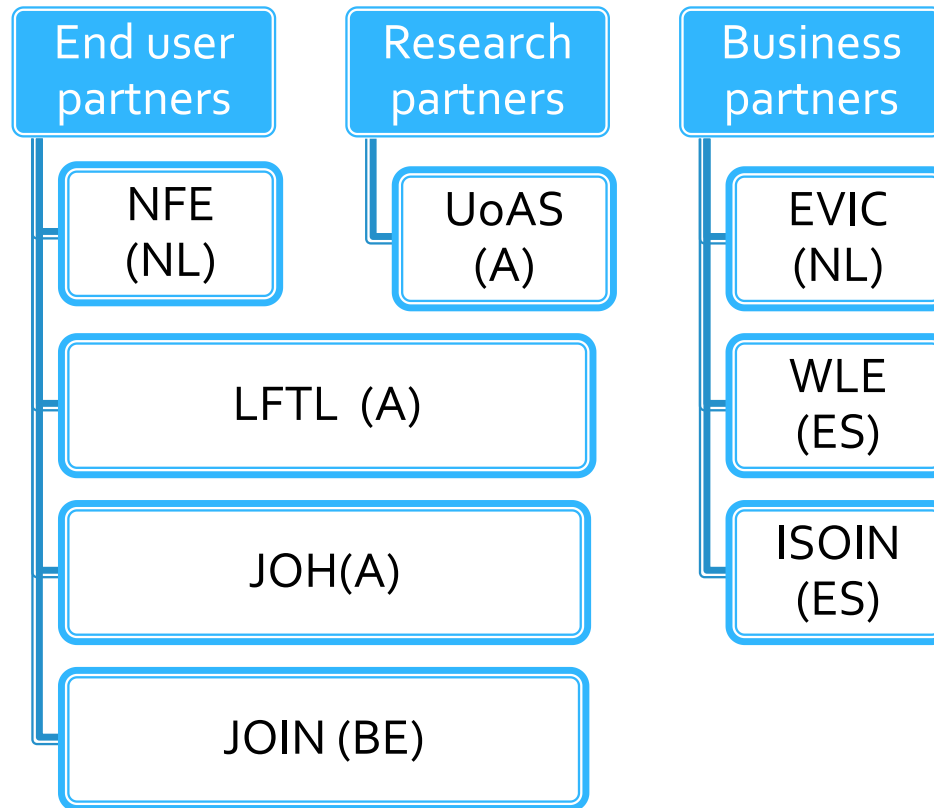 End user
partners
NFE
(NL)
LFTL (A)
JOH(A)
JOIN (BE)
Research
partners
UoAS
(A)
Business
partners
EVIC
(NL)
WLE
(ES)
ISOIN
(ES)